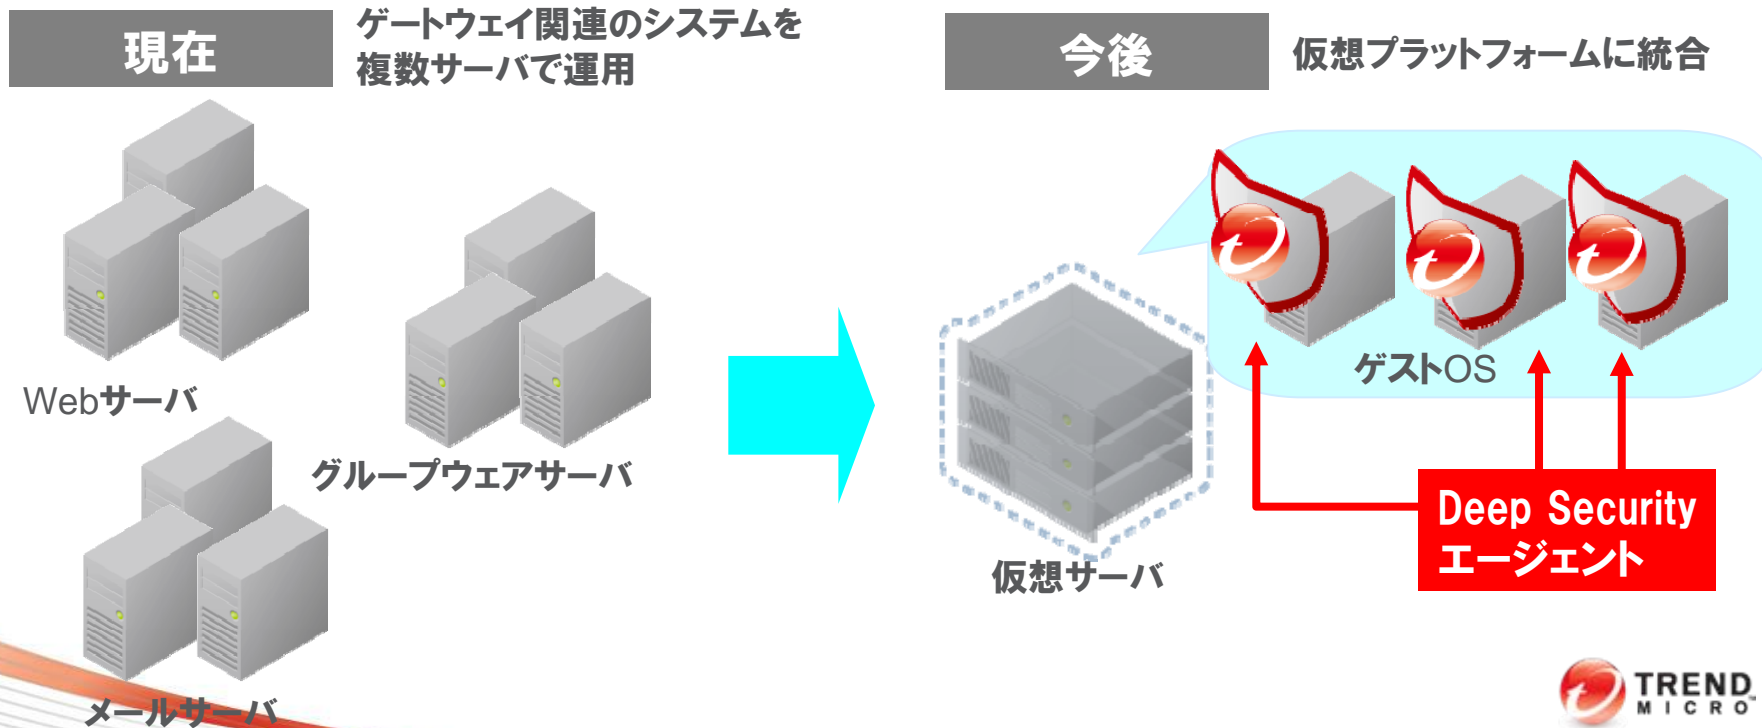 現在
ゲートウェイ関連のシステムを
複数サーバで運用
Webサーバ
グループウェアサーバ
メールサーバ
今後
仮想プラットフォームに統合
ゲストOS
仮想サーバ
Deep Security
エージェント
TREND
MICRO